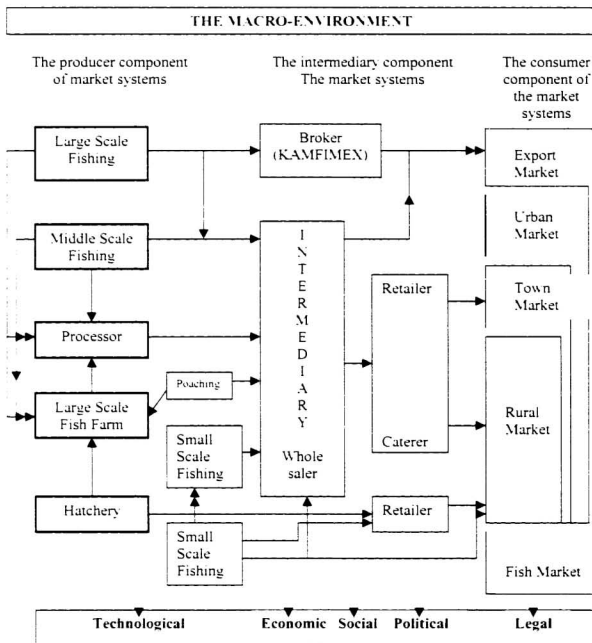 THE MACRO-ENVIRONMENT
The producer component
of market systems
The intermediary component
The market systems
The consumer
component of
the market
systems
Large Scale
Fishing
Broker
(KAMFIMEX)
Export
Market
Middle Scale
Fishing
INTERMEDIARY
Whole
saler
Urban
Market
Retailer
Caterer
Town
Market
Processor
Poaching
Large Scale
Fish Farm
Small
Scale
Fishing
Rural
Market
Hatchery
Small
Scale
Fishing
Retailer
Fish Market
Technological Economic Social Political Legal